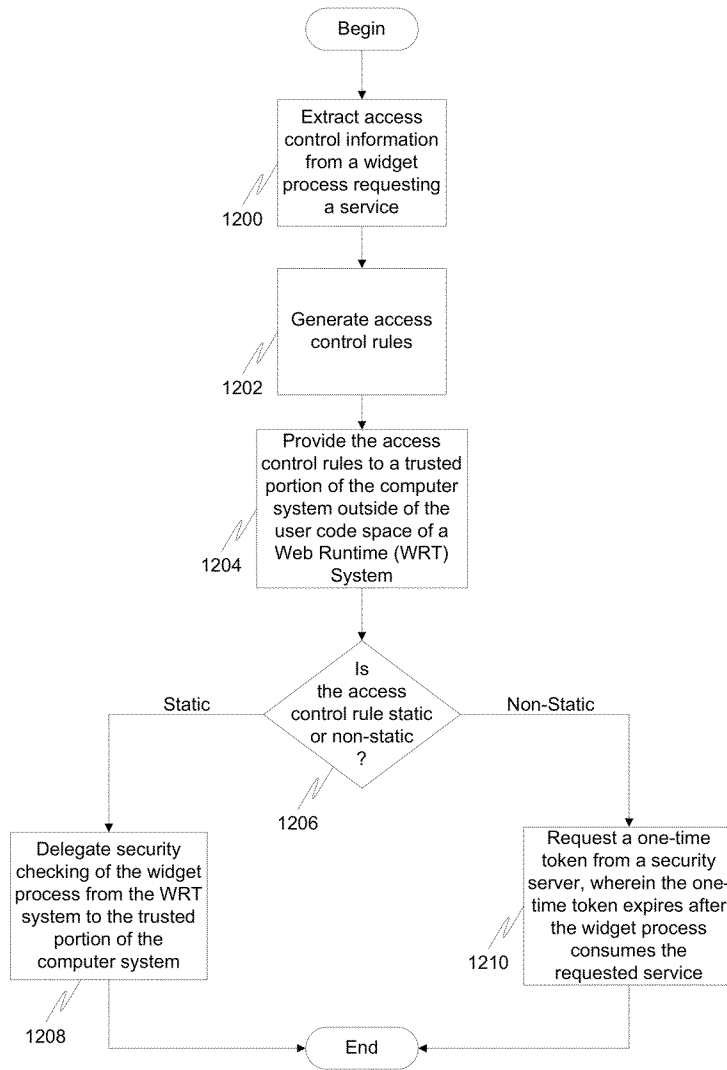 Begin
Extract access
control information
from a widget
process requesting
a service
1200
Generate access
control rules
1202
Provide the access
control rules to a trusted
portion of the computer
system outside of the
user code space of a
Web Runtime (WRT)
System
1204
Is
the access
control rule static
or non-static
?
Static
Non-Static
1206
Delegate security
checking of the widget
process from the WRT
system to the trusted
portion of the
computer system
1208
Request a one-time
token from a security
server, wherein the one-
time token expires after
the widget process
consumes the
requested service
1210
End